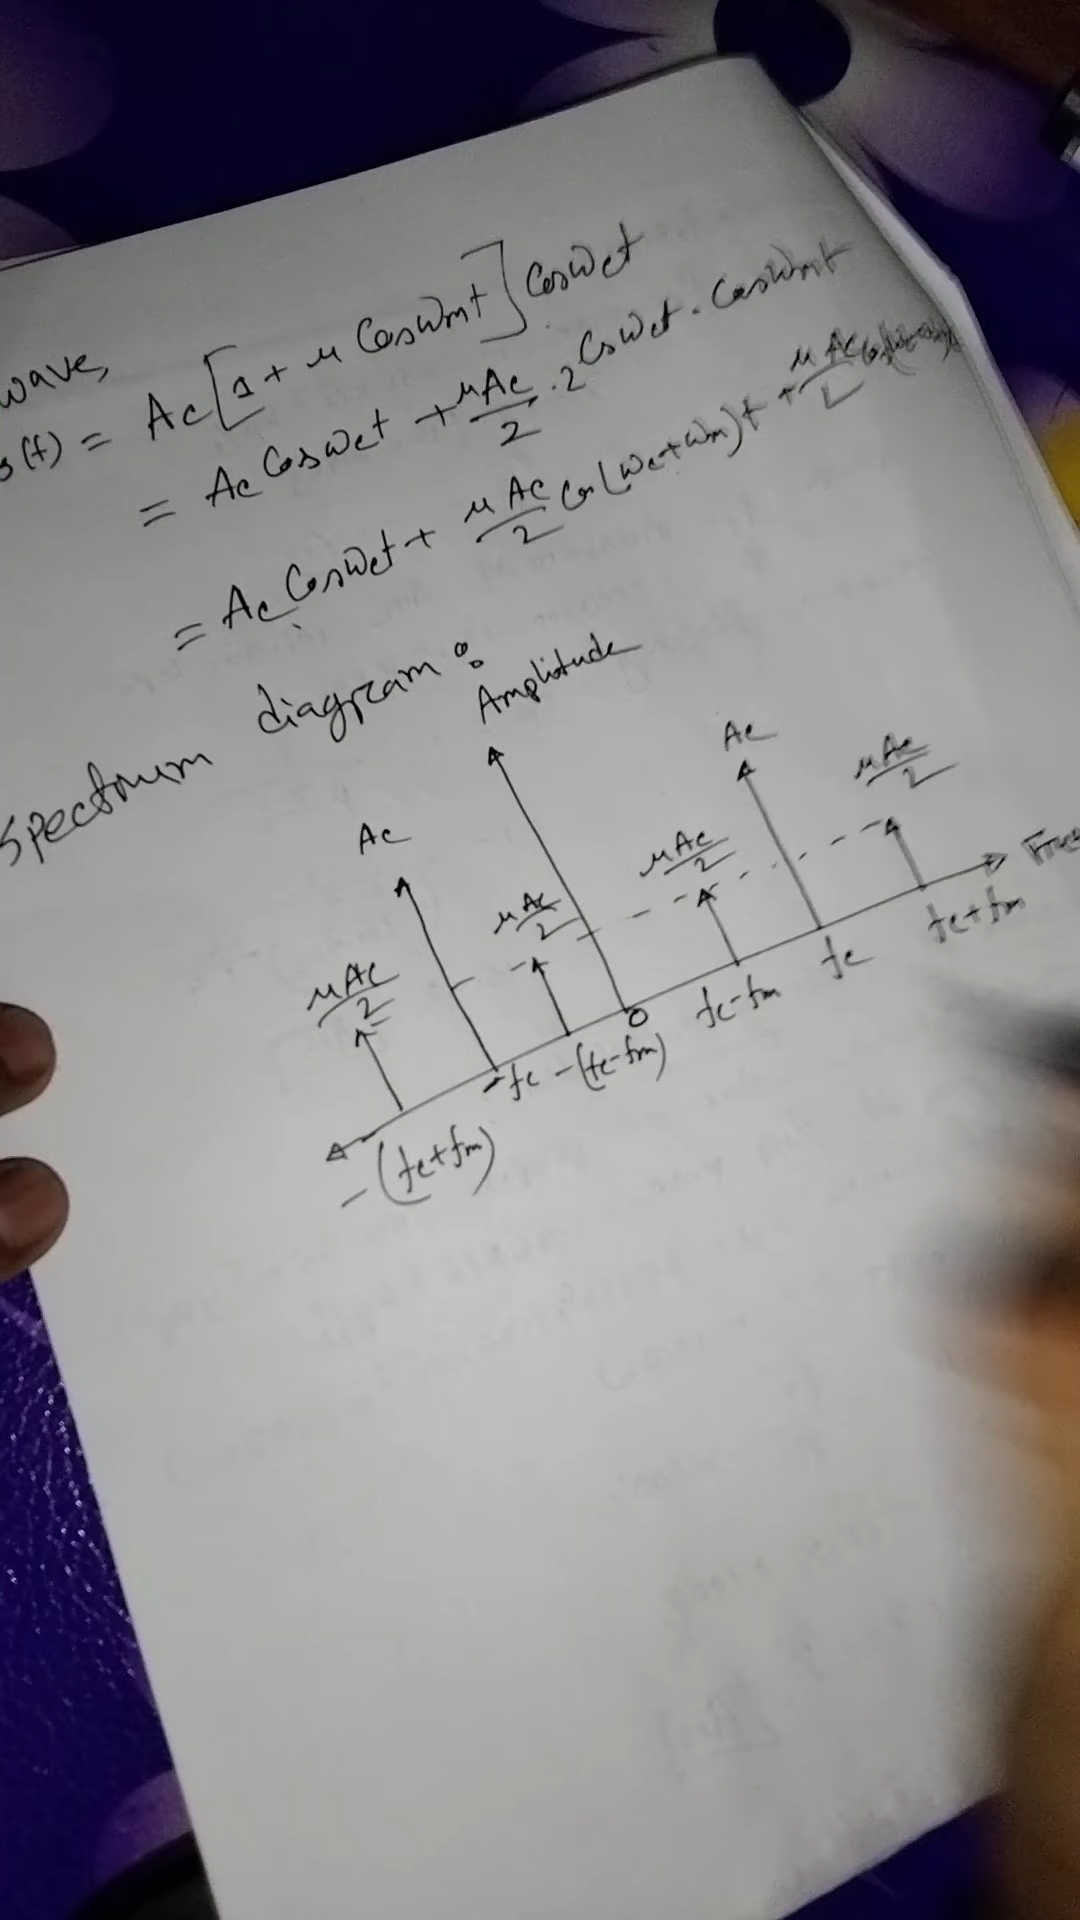 wave,
s(t) = Ac[1 + μ Cosωmt] Cosωct
= Ac Cosωct + μAc/2 . 2 Cosωct . Cosωmt
= Ac Cosωct + μAc/2 Cos(ωc+ωm)t + μAc/2
Spectrum diagram:
Amplitude
Ac
μAc/2
Ac
μAc/2
μAc/2
μAc/2
-(fc+fm)
-fc
-(fc-fm)
0
fc-fm
fc
fc+fm